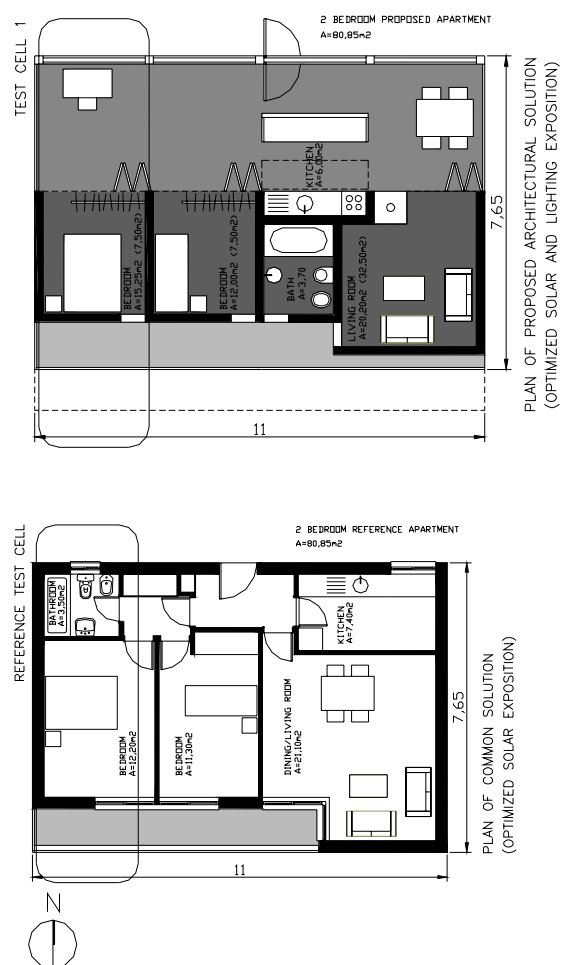 2 BEDROOM PROPOSED APARTMENT
A=80,85m2
TEST CELL 1
KITCHEN
A=6,00m2
BEDROOM
A=15,25m2 (7,50m2)
BEDROOM
A=12,00m2 (7,50m2)
BATH
A=3,70
LIVING ROOM
A=20,20m2 (32,50m2)
7,65
PLAN OF PROPOSED ARCHITECTURAL SOLUTION
(OPTIMIZED SOLAR AND LIGHTING EXPOSITION)
11
2 BEDROOM REFERENCE APARTMENT
A=80,85m2
REFERENCE TEST CELL
BATHROOM
A=3,50m2
KITCHEN
A=7,40m2
BEDROOM
A=12,20m2
BEDROOM
A=11,30m2
DINING/LIVING ROOM
A=21,10m2
7,65
PLAN OF COMMON SOLUTION
(OPTIMIZED SOLAR EXPOSITION)
11
N